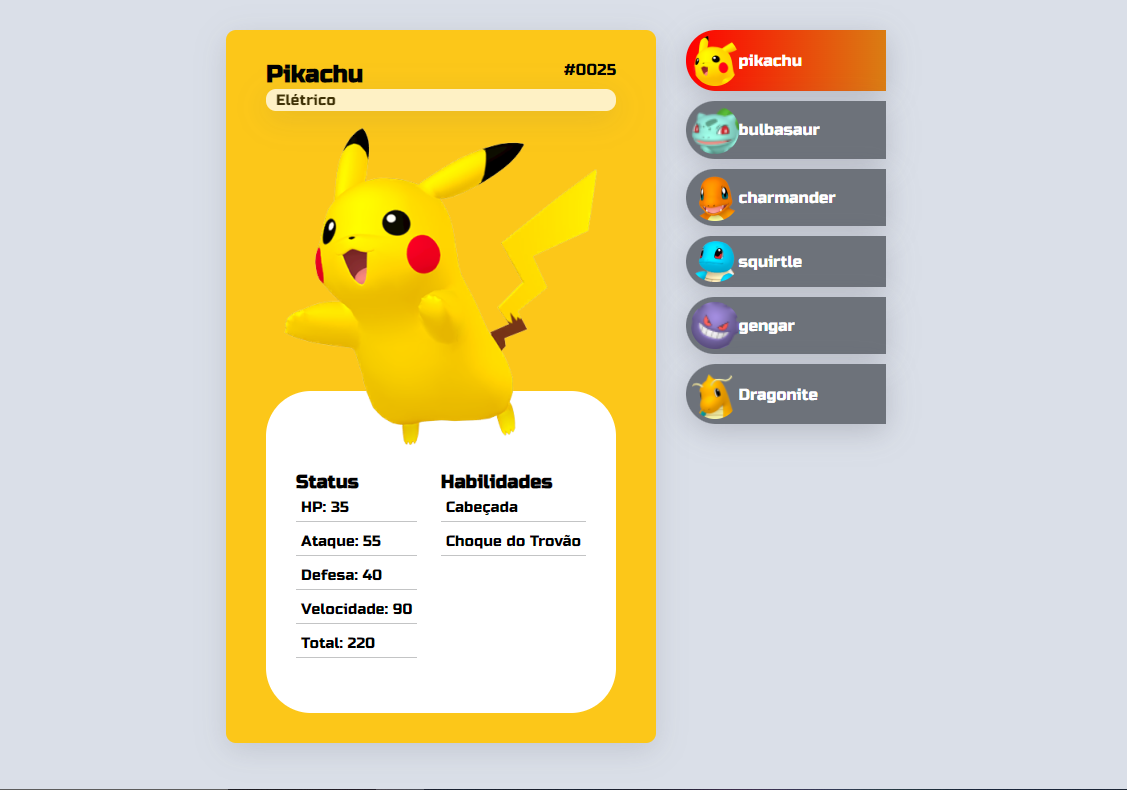 Pikachu
#0025
Elétrico
Status
HP: 35
Ataque: 55
Defesa: 40
Velocidade: 90
Total: 220
Habilidades
Cabeçada
Choque do Trovão
pikachu
bulbasaur
charmander
squirtle
gengar
Dragonite